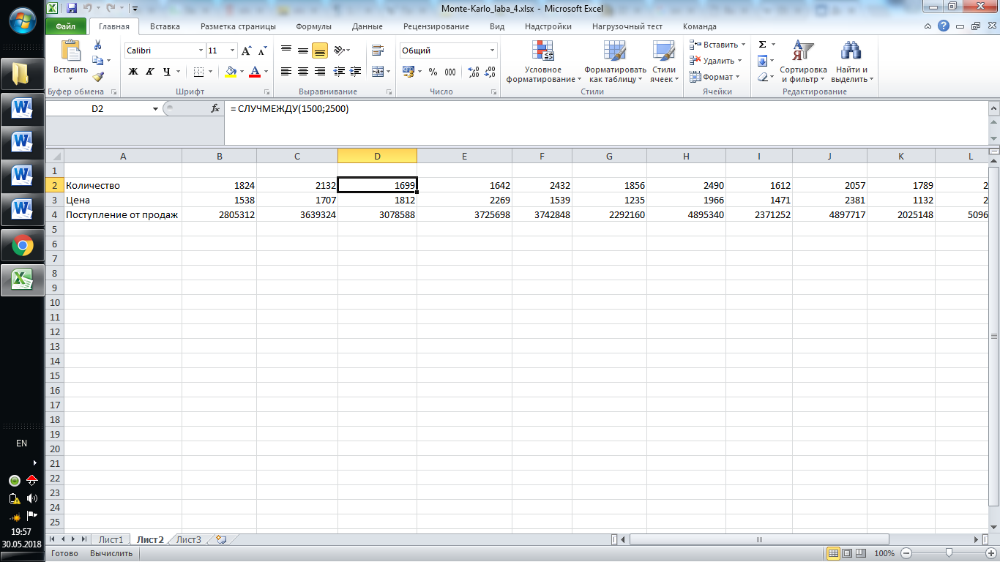 Monte-Karlo_laba_4.xlsx - Microsoft Excel
Файл Главная Вставка Разметка страницы Формулы Данные Рецензирование Вид Надстройки Нагрузочный тест Команда
Вставить
Calibri 11
Ж К Ч
Общий
% 000
Условное форматирование
Форматировать как таблицу
Стили ячеек
Вставить
Удалить
Формат
Σ
Сортировка и фильтр
Найти и выделить
Буфер обмена Шрифт Выравнивание Число Стили Ячейки Редактирование
D2 fx = СЛУЧМЕЖДУ(1500;2500)
A B C D E F G H I J K L
1
2 Количество 1824 2132 1699 1642 2432 1856 2490 1612 2057 1789 2
3 Цена 1538 1707 1812 2269 1539 1235 1966 1471 2381 1132 2
4 Поступление от продаж 2805312 3639324 3078588 3725698 3742848 2292160 4895340 2371252 4897717 2025148 5096
5
6
7
8
9
10
11
12
13
14
15
16
17
18
19
20
21
22
23
24
25
Лист1 Лист2 Лист3
Готово Вычислить 100%
EN
19:57
30.05.2018